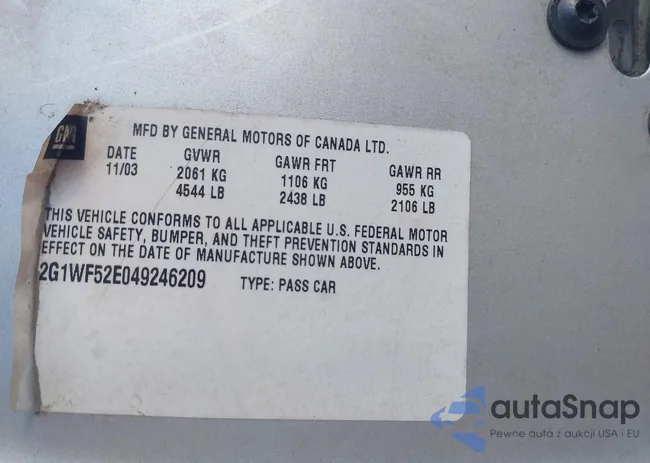 GM
MFD BY GENERAL MOTORS OF CANADA LTD.
DATE GVWR GAWR FRT GAWR RR
11/03 2061 KG 1106 KG 955 KG
4544 LB 2438 LB 2106 LB
THIS VEHICLE CONFORMS TO ALL APPLICABLE U.S. FEDERAL MOTOR
VEHICLE SAFETY, BUMPER, AND THEFT PREVENTION STANDARDS IN
EFFECT ON THE DATE OF MANUFACTURE SHOWN ABOVE.
2G1WF52E049246209 TYPE: PASS CAR
autaSnap
Pewne auta z aukcji USA i EU